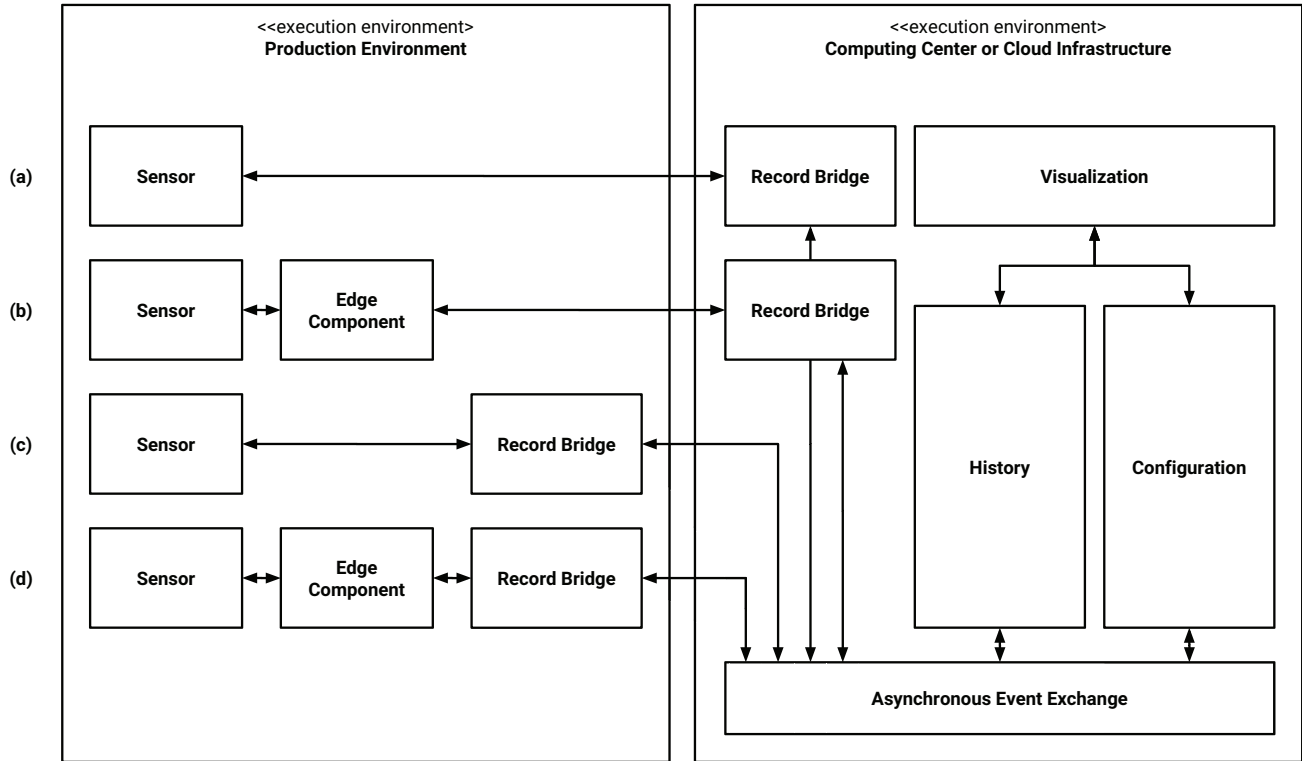 <<execution environment>
Production Environment
<<execution environment>
Computing Center or Cloud Infrastructure
(a)
Sensor
Record Bridge
Visualization
(b)
Sensor
Edge
Component
Record Bridge
(c)
Sensor
Record Bridge
History
Configuration
(d)
Sensor
Edge
Component
Record Bridge
Asynchronous Event Exchange